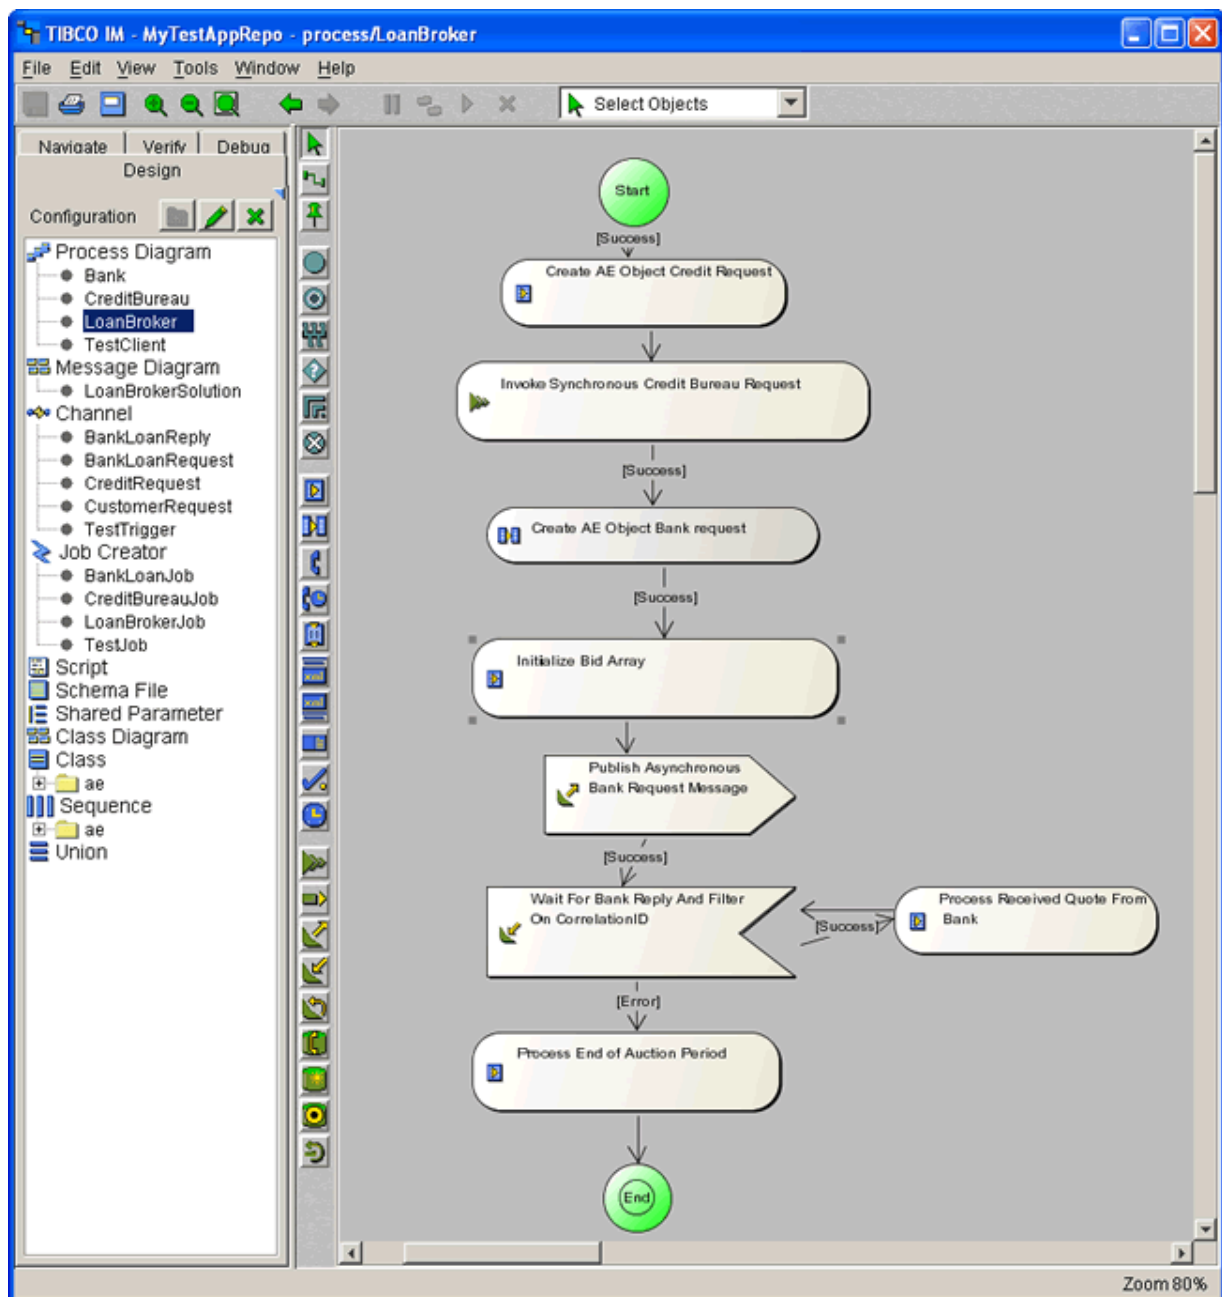 TIBCO IM - MyTestAppRepo - process/LoanBroker
File Edit View Tools Window Help
Select Objects
Navigate Verify Debug
Design
Configuration
Process Diagram
Bank
CreditBureau
LoanBroker
TestClient
Message Diagram
LoanBrokerSolution
Channel
BankLoanReply
BankLoanRequest
CreditRequest
CustomerRequest
TestTrigger
Job Creator
BankLoanJob
CreditBureauJob
LoanBrokerJob
TestJob
Script
Schema File
Shared Parameter
Class Diagram
Class
ae
Sequence
ae
Union
Start
[Success]
Create AE Object Credit Request
Invoke Synchronous Credit Bureau Request
[Success]
Create AE Object Bank request
[Success]
Initialize Bid Array
Publish Asynchronous
Bank Request Message
[Success]
Wait For Bank Reply And Filter
On CorrelationID
[Success]
Process Received Quote From
Bank
[Error]
Process End of Auction Period
End
Zoom 80%